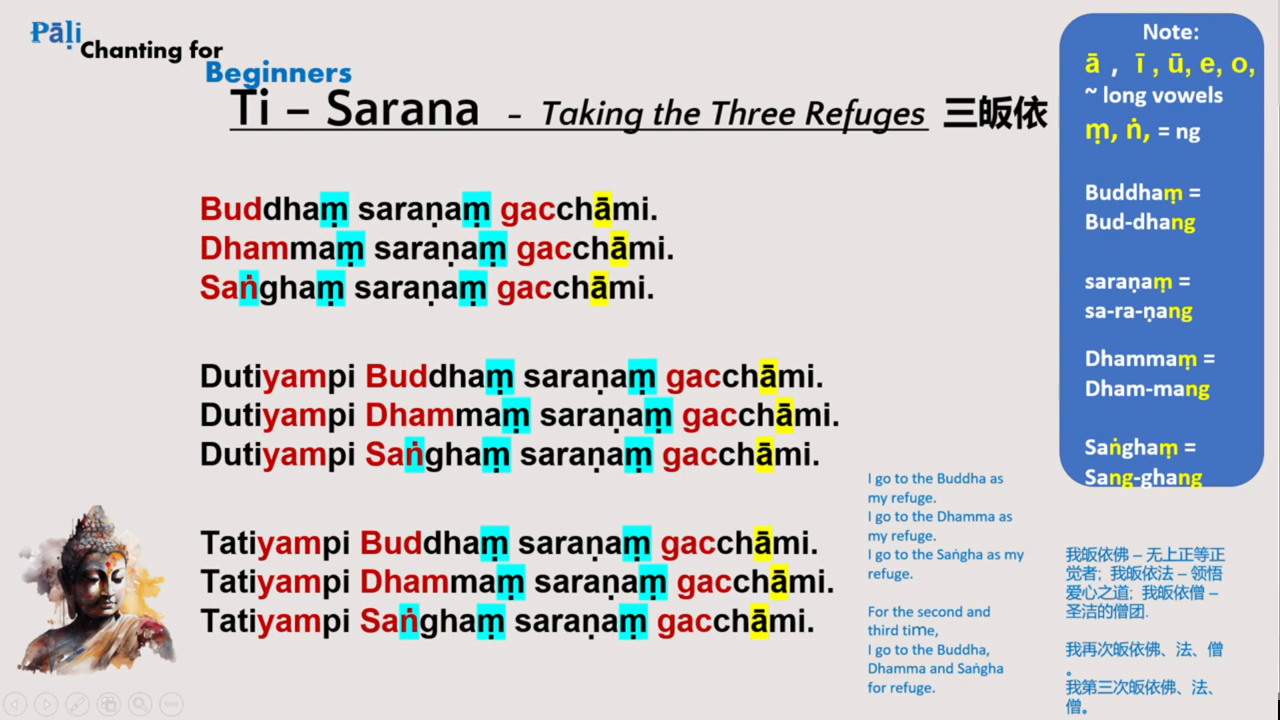 Pāḷi
Chanting for
Beginners
Ti – Sarana – Taking the Three Refuges 三皈依
Buddhaṃ saraṇaṃ gacchāmi.
Dhammaṃ saraṇaṃ gacchāmi.
Saṅghaṃ saraṇaṃ gacchāmi.
Dutiyampi Buddhaṃ saraṇaṃ gacchāmi.
Dutiyampi Dhammaṃ saraṇaṃ gacchāmi.
Dutiyampi Saṅghaṃ saraṇaṃ gacchāmi.
Tatiyampi Buddhaṃ saraṇaṃ gacchāmi.
Tatiyampi Dhammaṃ saraṇaṃ gacchāmi.
Tatiyampi Saṅghaṃ saraṇaṃ gacchāmi.
I go to the Buddha as
my refuge.
I go to the Dhamma as
my refuge.
I go to the Saṅgha as my
refuge.
For the second and
third time,
I go to the Buddha,
Dhamma and Saṅgha
for refuge.
Note:
ā , ī , ū, e, o,
~ long vowels
ṃ, ṅ, = ng
Buddhaṃ =
Bud-dhang
saraṇaṃ =
sa-ra-ṇang
Dhammaṃ =
Dham-mang
Saṅghaṃ =
Sang-ghang
我皈依佛 – 无上正等正
觉者; 我皈依法 – 领悟
爱心之道; 我皈依僧 –
圣洁的僧团.
我再次皈依佛、法、僧
。
我第三次皈依佛、法、
僧。